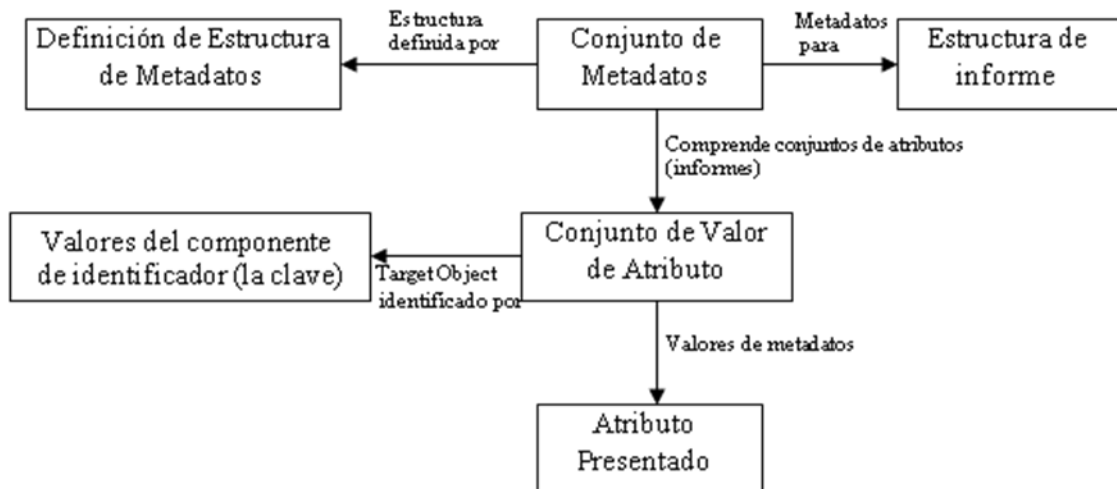 Estructura
definida por
Metadatos
para
Definición de Estructura
de Metadatos
Conjunto de
Metadatos
Estructura de
informe
Comprende conjuntos de atributos
(informes)
Valores del componente
de identificador (la clave)
TargetObject
identificado por
Conjunto de Valor
de Atributo
Valores de metadatos
Atributo
Presentado